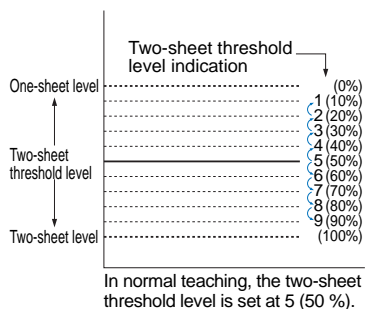 Two-sheet threshold
level indication
One-sheet level
(0%)
1 (10%)
2 (20%)
3 (30%)
4 (40%)
Two-sheet
threshold level
5 (50%)
6 (60%)
7 (70%)
8 (80%)
9 (90%)
Two-sheet level
(100%)
In normal teaching, the two-sheet
threshold level is set at 5 (50 %).